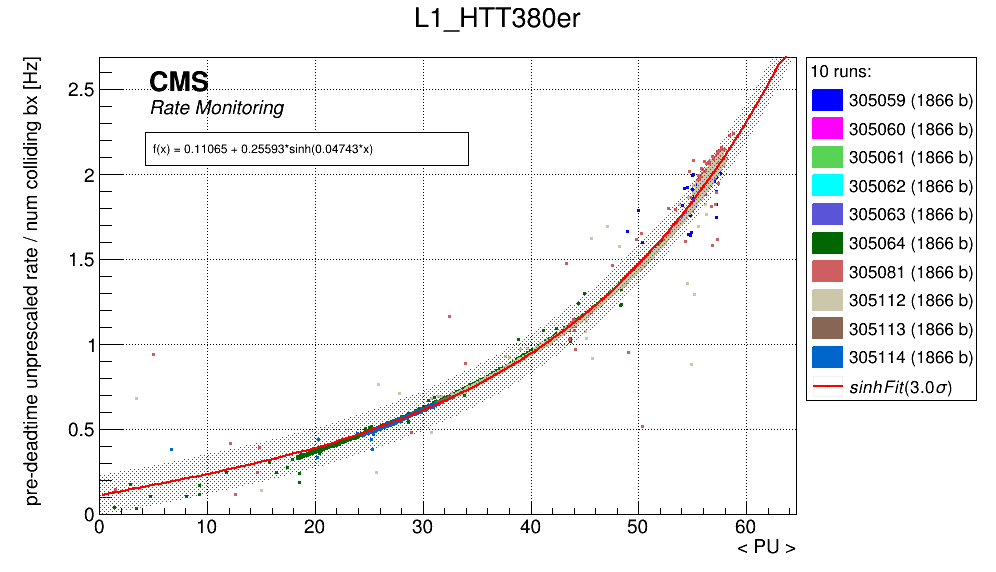 L1_HTT380er
pre-deadtime unprescaled rate / num colliding bx [Hz]
CMS
Rate Monitoring
f(x) = 0.11065 + 0.25593*sinh(0.04743*x)
2.5
2
1.5
1
0.5
0
0 10 20 30 40 50 60
< PU >
10 runs:
305059 (1866 b)
305060 (1866 b)
305061 (1866 b)
305062 (1866 b)
305063 (1866 b)
305064 (1866 b)
305081 (1866 b)
305112 (1866 b)
305113 (1866 b)
305114 (1866 b)
sinhFit(3.0σ)